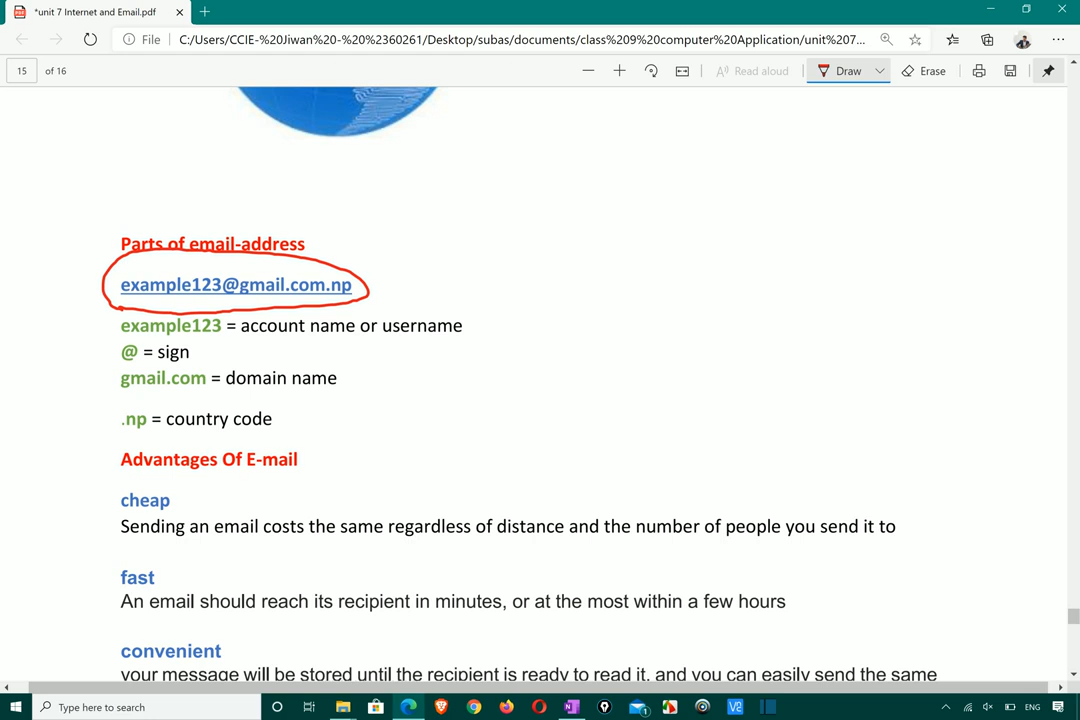 *unit 7 Internet and Email.pdf
File
C:/Users/CCIE-%20Jiwan%20-%20%2360261/Desktop/subas/documents/class%209%20computer%20Application/unit%207...
15 of 16
Read aloud
Draw
Erase
Parts of email-address
example123@gmail.com.np
example123 = account name or username
@ = sign
gmail.com = domain name
.np = country code
Advantages Of E-mail
cheap
Sending an email costs the same regardless of distance and the number of people you send it to
fast
An email should reach its recipient in minutes, or at the most within a few hours
convenient
your message will be stored until the recipient is ready to read it, and you can easily send the same
Type here to search
ENG